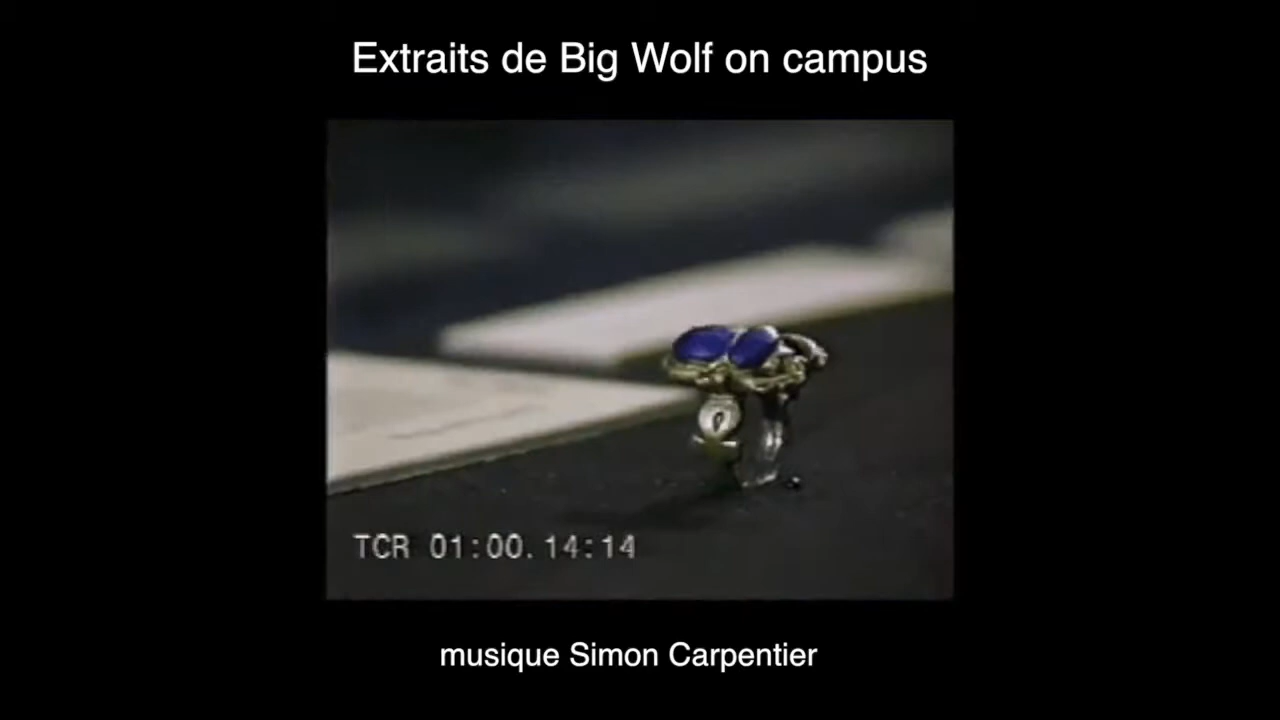 Extraits de Big Wolf on campus
TCR 01:00.14:14
musique Simon Carpentier